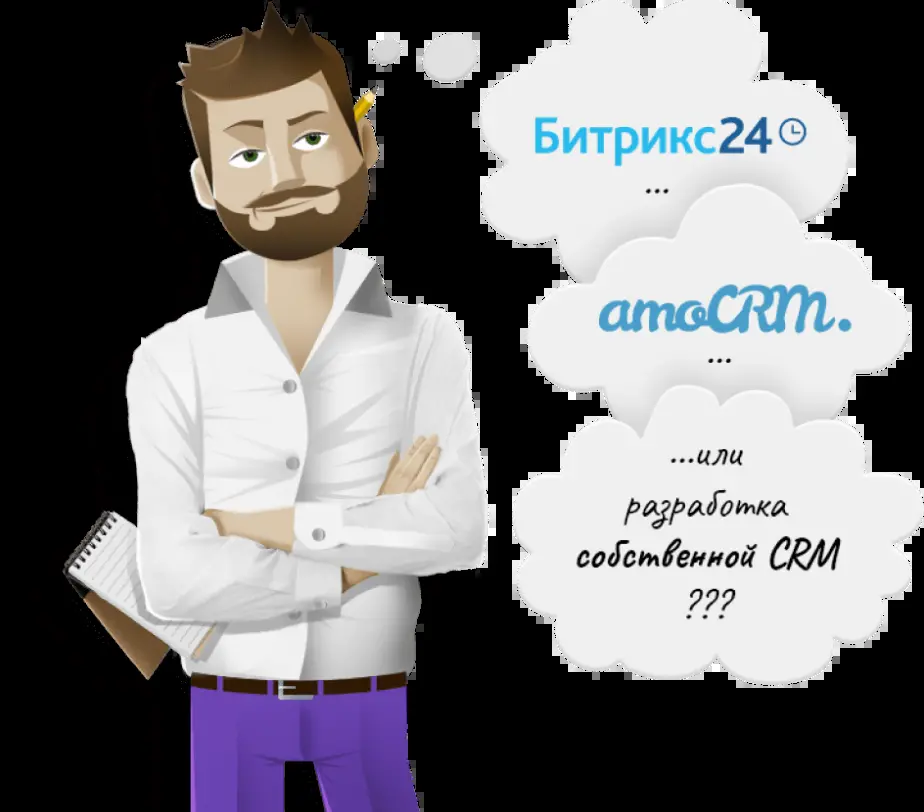 Битрикс24
...
amoCRM.
...
...или
разработка
собственной CRM
???